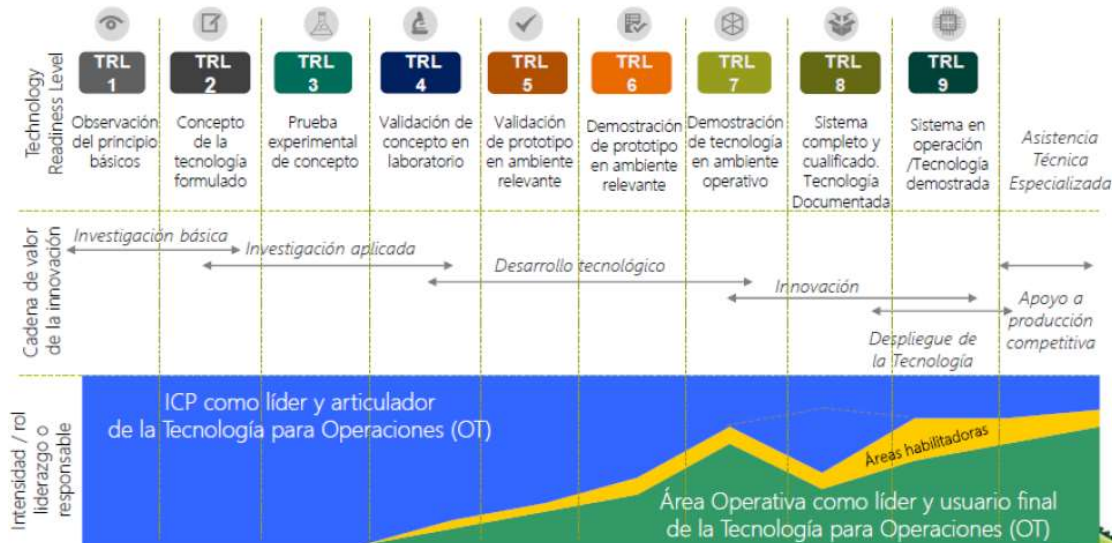 Technology
Readiness Level
TRL
1
TRL
2
TRL
3
TRL
4
TRL
5
TRL
6
TRL
7
TRL
8
TRL
9
Observación
del principio
básicos
Concepto
de la
tecnología
formulado
Prueba
experimental
de concepto
Validación de
concepto en
laboratorio
Validación
de prototipo
en ambiente
relevante
Demostración
de prototipo
en ambiente
relevante
Demostración
de tecnología
en ambiente
operativo
Sistema
completo y
cualificado.
Tecnología
Documentada
Sistema en
operación
/Tecnología
demostrada
Asistencia
Técnica
Especializada
Cadena de valor
de la innovación
Investigación básica
Investigación aplicada
Desarrollo tecnológico
Innovación
Despliegue de
la Tecnología
Apoyo a
producción
competitiva
Intensidad / rol
liderazgo o
responsable
ICP como líder y articulador
de la Tecnología para Operaciones (OT)
Áreas habilitadoras
Área Operativa como líder y usuario final
de la Tecnología para Operaciones (OT)